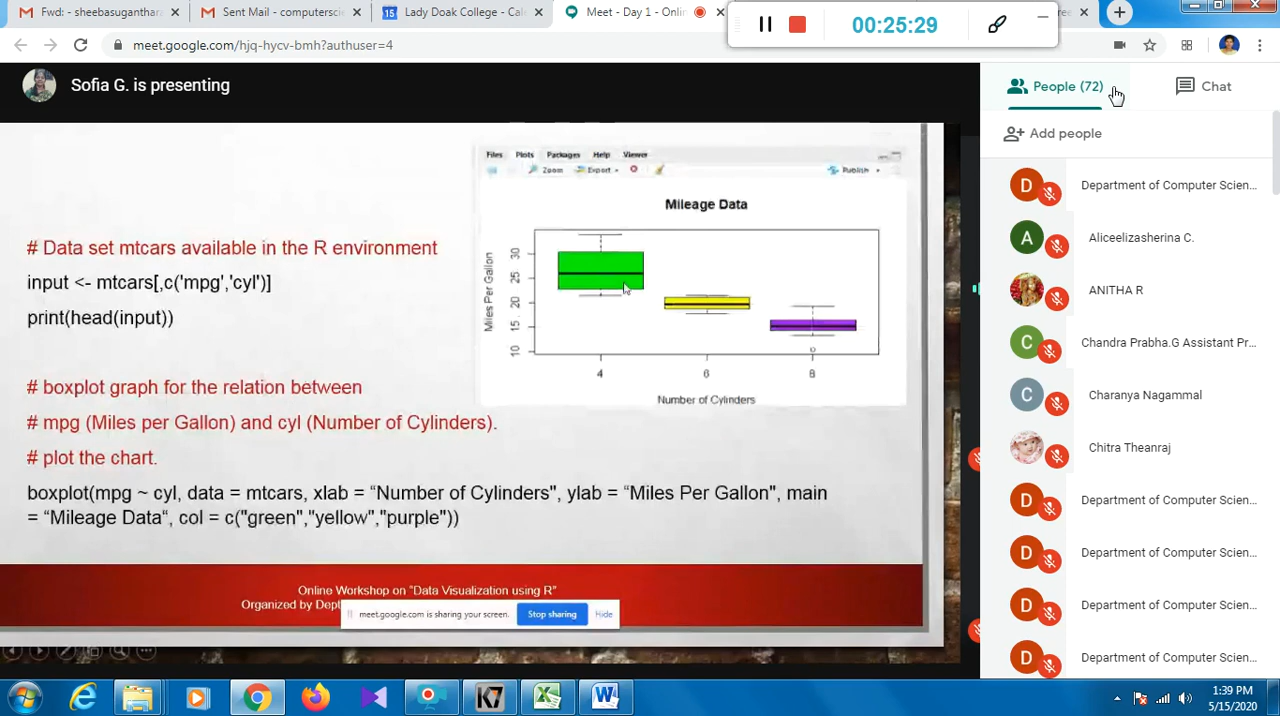 Fwd: - sheebasuganthara
Sent Mail - computerscienc
15 Lady Doak College - Cale
Meet - Day 1 - Onlin
00:25:29
meet.google.com/hjq-hycv-bmh?authuser=4
Sofia G. is presenting
People (72)
Chat
Add people
Files Plots Packages Help Viewer
Zoom Export Publish
Mileage Data
Miles Per Gallon
30
25
20
15
10
4 6 8
Number of Cylinders
# Data set mtcars available in the R environment
input <- mtcars[,c('mpg','cyl')]
print(head(input))
# boxplot graph for the relation between
# mpg (Miles per Gallon) and cyl (Number of Cylinders).
# plot the chart.
boxplot(mpg ~ cyl, data = mtcars, xlab = “Number of Cylinders", ylab = “Miles Per Gallon", main
= “Mileage Data“, col = c("green","yellow","purple"))
Online Workshop on “Data Visualization using R”
Organized by Dept
meet.google.com is sharing your screen.
Stop sharing
Hide
D Department of Computer Scien...
A Aliceelizasherina C.
ANITHA R
C Chandra Prabha.G Assistant Pr...
C Charanya Nagammal
Chitra Theanraj
D Department of Computer Scien...
D Department of Computer Scien...
D Department of Computer Scien...
D Department of Computer Scien...
K7
1:39 PM
5/15/2020